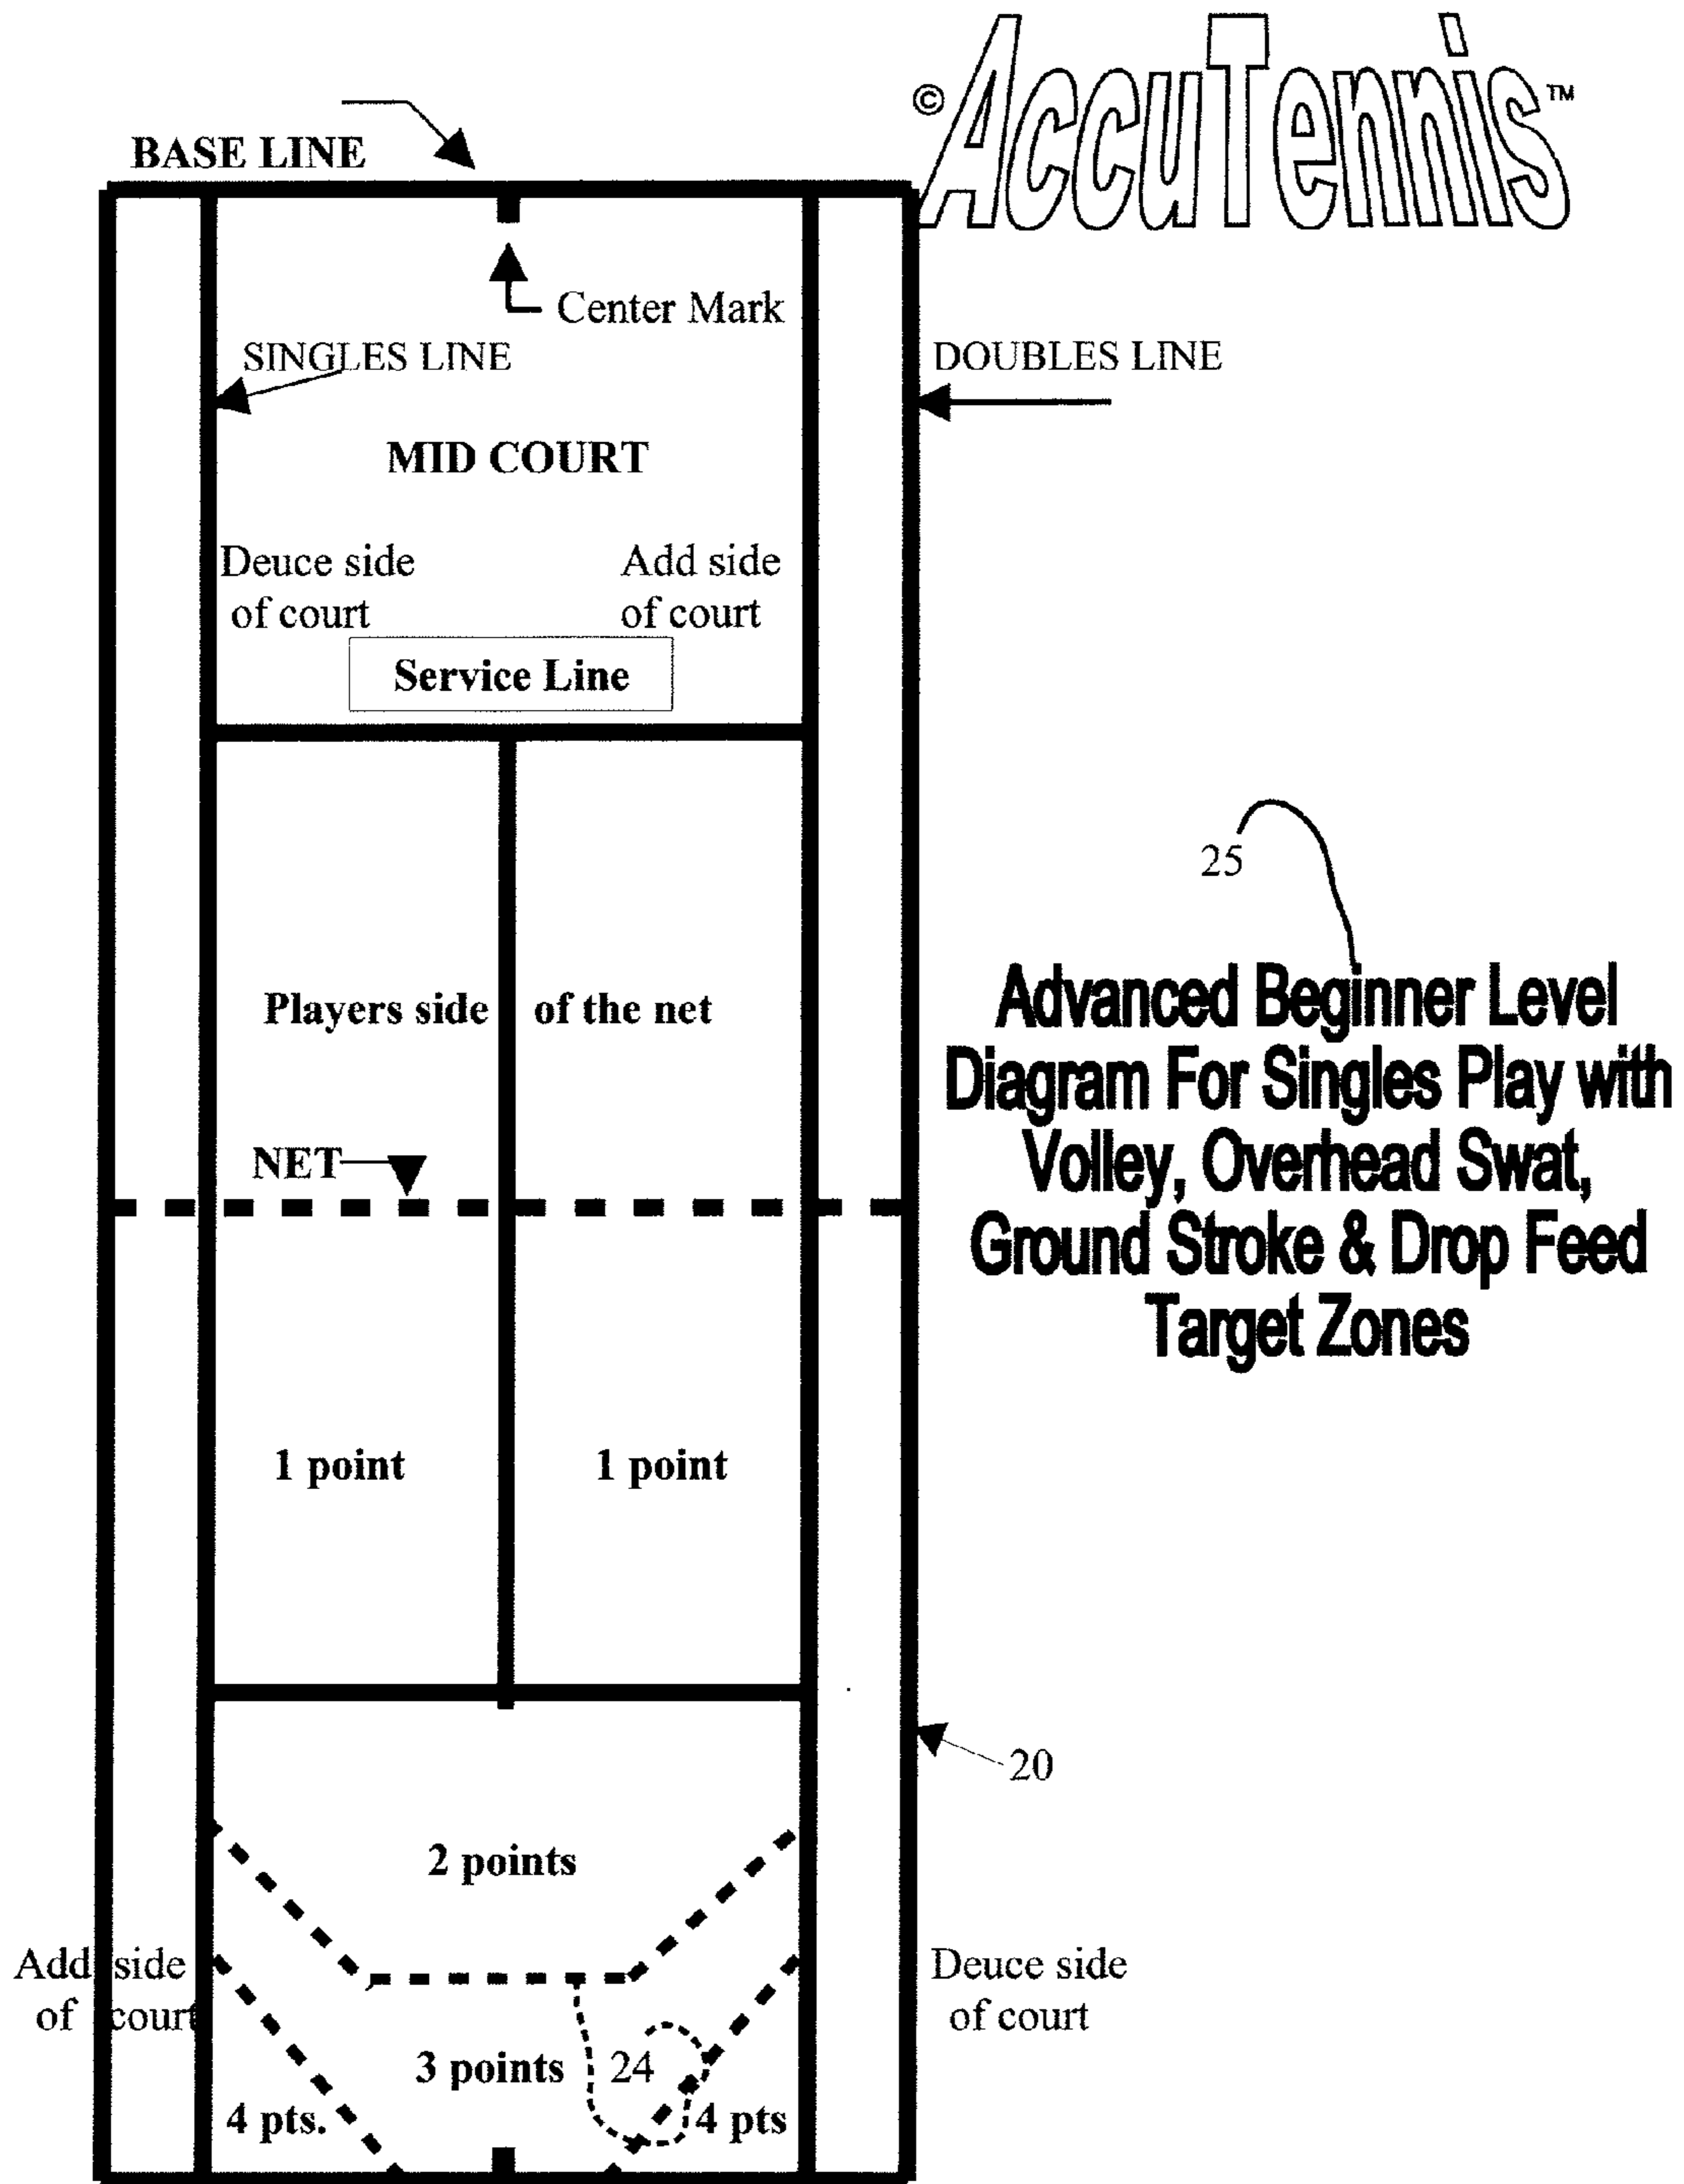 © AccuTennis ™
BASE LINE
Center Mark
SINGLES LINE
DOUBLES LINE
MID COURT
Deuce side
of court
Add side
of court
Service Line
25
Players side of the net
Advanced Beginner Level
Diagram For Singles Play with
Volley, Overhead Swat,
Ground Stroke & Drop Feed
Target Zones
NET
1 point
1 point
20
2 points
Add side
of court
Deuce side
of court
3 points
24
4 pts.
4 pts